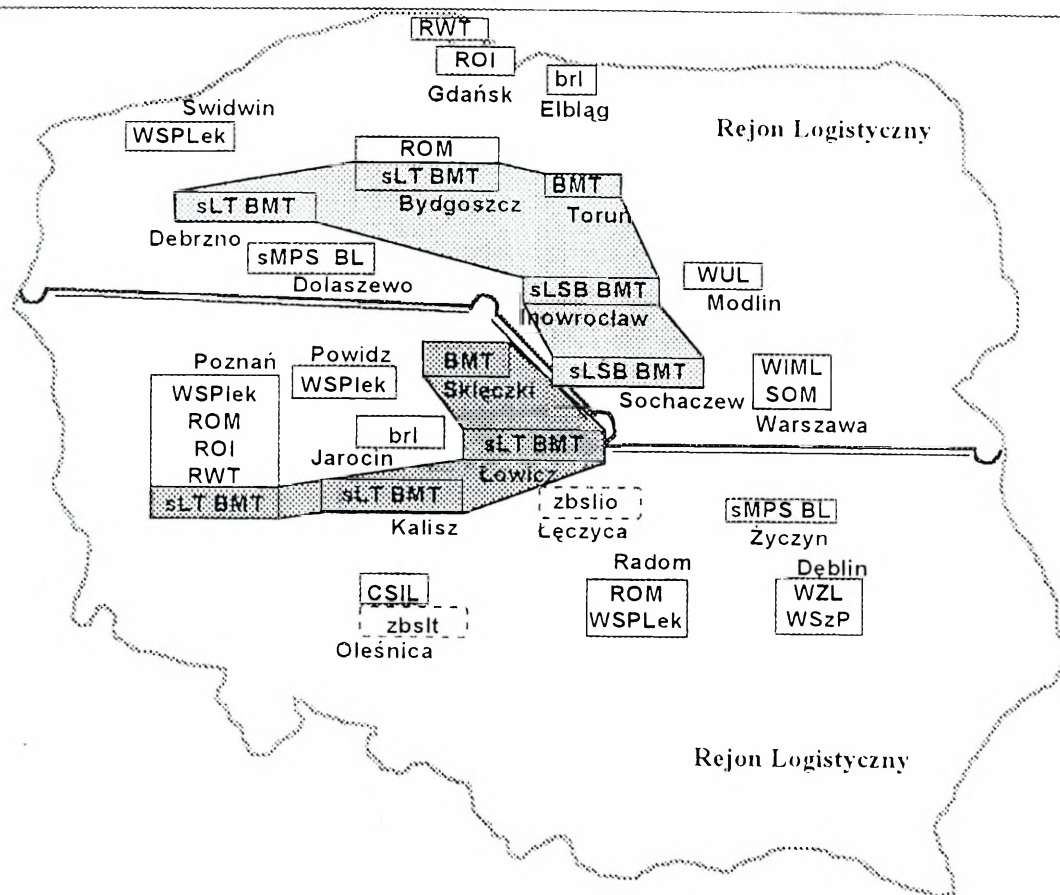 RWT
ROI
Gdańsk
brl
Elbląg
Świdwin
WSPLek
Rejon Logistyczny
ROM
sLT BMT
Bydgoszcz
BMT
Toruń
sLT BMT
Debrzno
sMPS BL
Dolaszewo
sLSB BMT
Inowrocław
WUL
Modlin
Poznań
WSPlek
ROM
ROI
RWT
sLT BMT
Powidz
WSPlek
BMT
Sklęczki
sLSB BMT
Sochaczew
WIML
SOM
Warszawa
brl
Jarocin
sLT BMT
Łowicz
sLT BMT
Kalisz
zbslio
Łęczyca
sMPS BL
Życzyn
Radom
ROM
WSPLek
Dęblin
WZL
WSzP
CSIL
zbslt
Oleśnica
Rejon Logistyczny